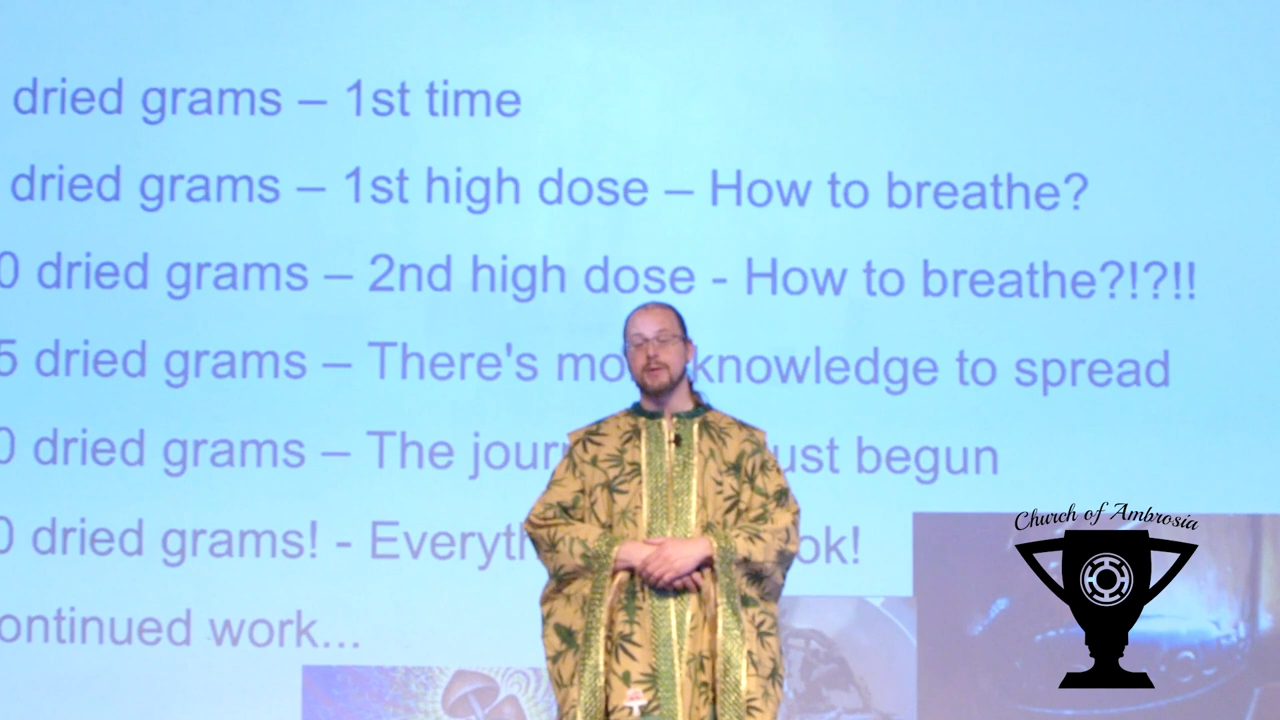 dried grams – 1st time
dried grams – 1st high dose – How to breathe?
0 dried grams – 2nd high dose - How to breathe?!?!!
5 dried grams – There's mo knowledge to spread
0 dried grams – The jour ust begun
0 dried grams! - Everyth ok!
ontinued work...
Church of Ambrosia